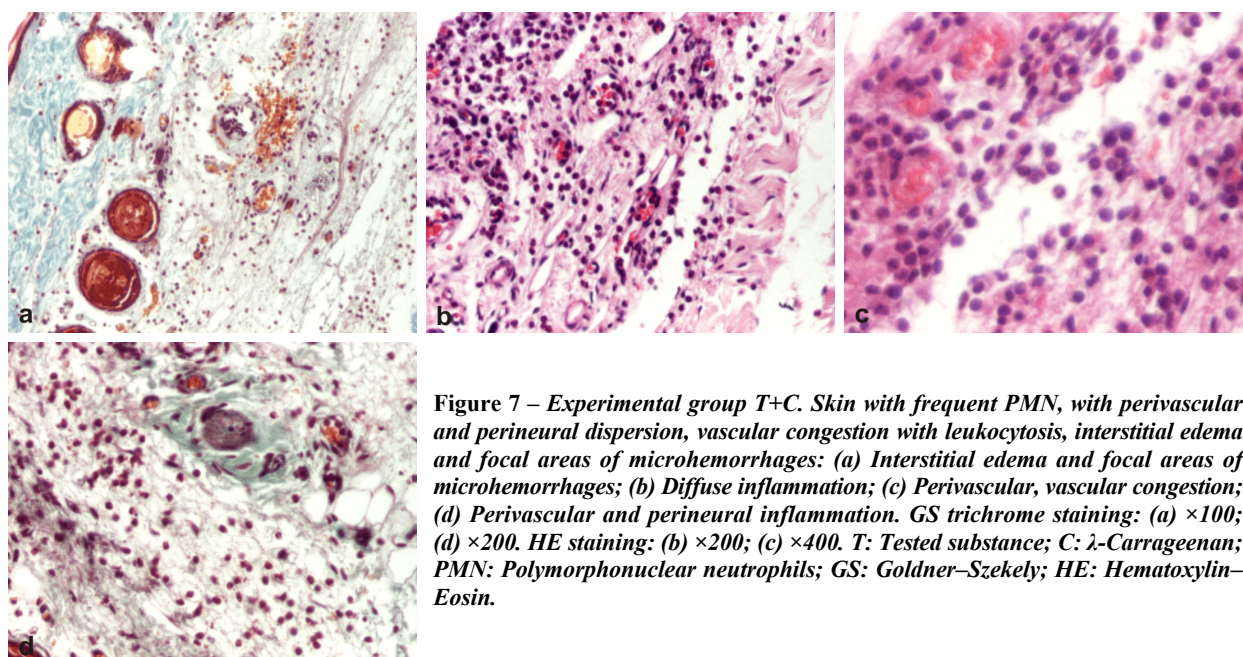 a
b
c
d
Figure 7 – Experimental group T+C. Skin with frequent PMN, with perivascular
and perineural dispersion, vascular congestion with leukocytosis, interstitial edema
and focal areas of microhemorrhages: (a) Interstitial edema and focal areas of
microhemorrhages; (b) Diffuse inflammation; (c) Perivascular, vascular congestion;
(d) Perivascular and perineural inflammation. GS trichrome staining: (a) ×100;
(d) ×200. HE staining: (b) ×200; (c) ×400. T: Tested substance; C: λ-Carrageenan;
PMN: Polymorphonuclear neutrophils; GS: Goldner–Szekely; HE: Hematoxylin–
Eosin.